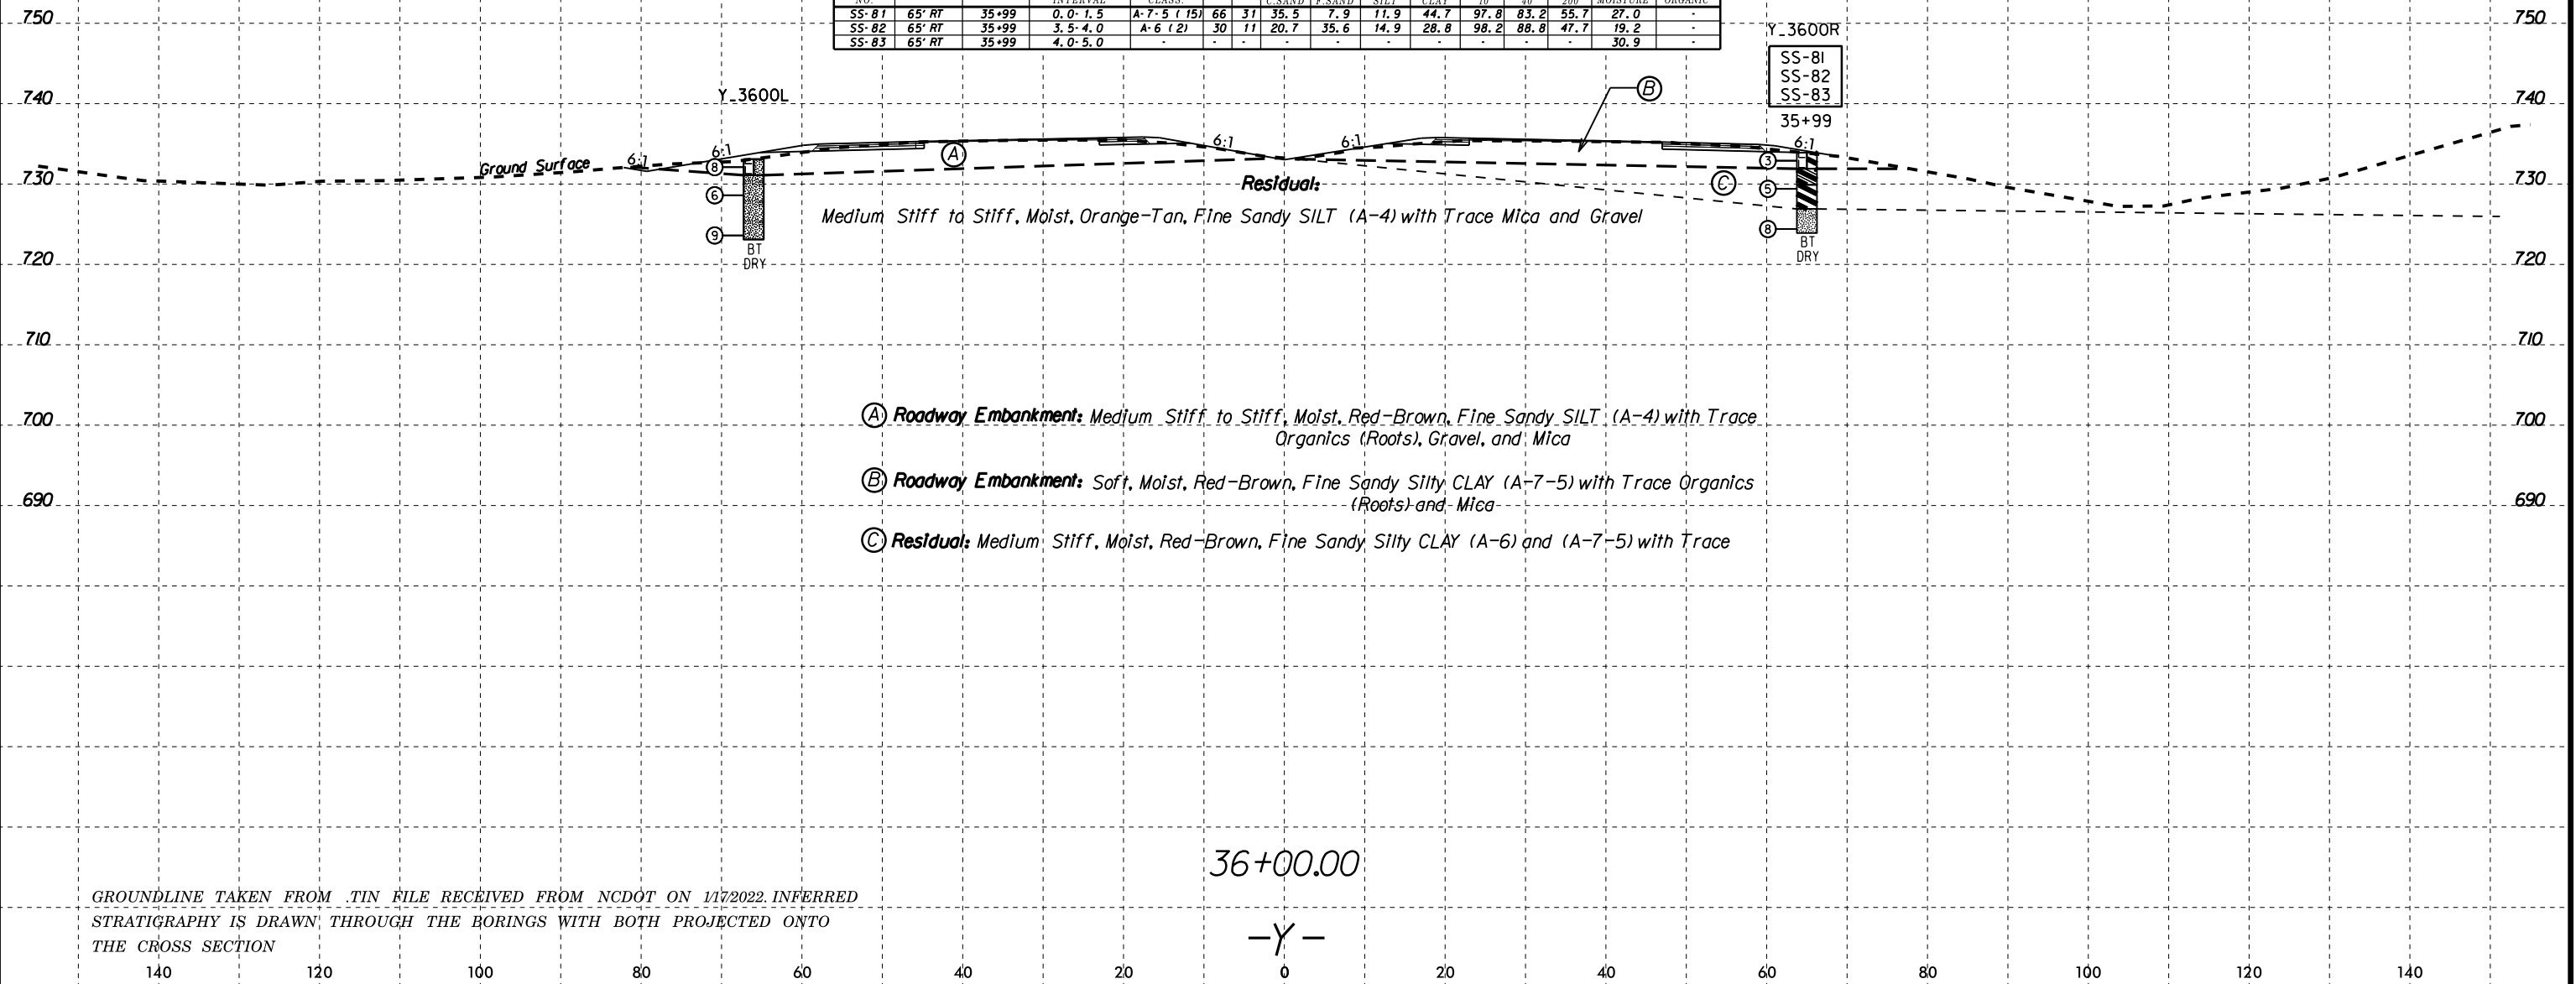 NO. INTERVAL CLASS. C.SAND F.SAND SILT CLAY 10 40 200 MOISTURE ORGANIC
SS-81 65' RT 35+99 0.0-1.5 A-7-5 (15) 66 31 35.5 7.9 11.9 44.7 97.8 83.2 55.7 27.0 -
SS-82 65' RT 35+99 3.5-4.0 A-6 (2) 30 11 20.7 35.6 14.9 28.8 98.2 88.8 47.7 19.2 -
SS-83 65' RT 35+99 4.0-5.0 - - - - - - - - - - 30.9 -
750 750
Y_3600R
SS-81
SS-82
SS-83
35+99
740 740
Y_3600L
B
6:1 6:1 6:1 6:1 6:1
A
Ground Surface
8 3
730 730
Residual:
C
6 5
Medium Stiff to Stiff, Moist, Orange-Tan, Fine Sandy SILT (A-4) with Trace Mica and Gravel
9 8
BT BT
DRY DRY
720 720
710 710
700 700
A Roadway Embankment: Medium Stiff to Stiff, Moist, Red-Brown, Fine Sandy SILT (A-4) with Trace
Organics (Roots), Gravel, and Mica
B Roadway Embankment: Soft, Moist, Red-Brown, Fine Sandy Silty CLAY (A-7-5) with Trace Organics
(Roots) and Mica
690 690
C Residual: Medium Stiff, Moist, Red-Brown, Fine Sandy Silty CLAY (A-6) and (A-7-5) with Trace
36+00.00
GROUNDLINE TAKEN FROM .TIN FILE RECEIVED FROM NCDOT ON 1/17/2022. INFERRED
STRATIGRAPHY IS DRAWN THROUGH THE BORINGS WITH BOTH PROJECTED ONTO
THE CROSS SECTION
-Y-
140 120 100 80 60 40 20 0 20 40 60 80 100 120 140